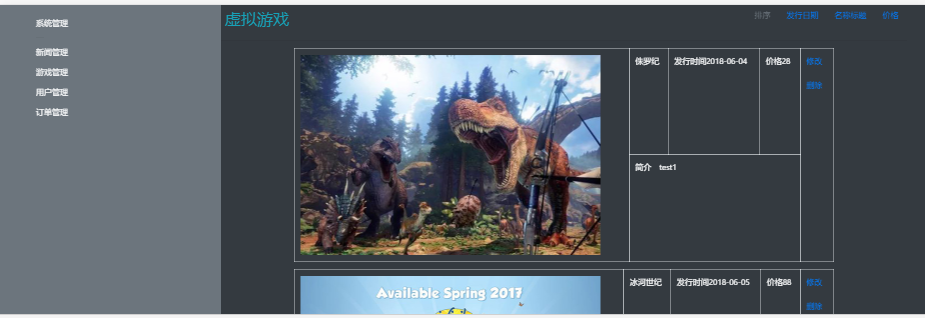 系统管理
新闻管理
游戏管理
用户管理
订单管理
虚拟游戏
排序 发行日期 名称标题 价格
侏罗纪 发行时间2018-06-04 价格28 修改
删除
简介 test1
Available Spring 2017
冰河世纪 发行时间2018-06-05 价格88 修改
删除